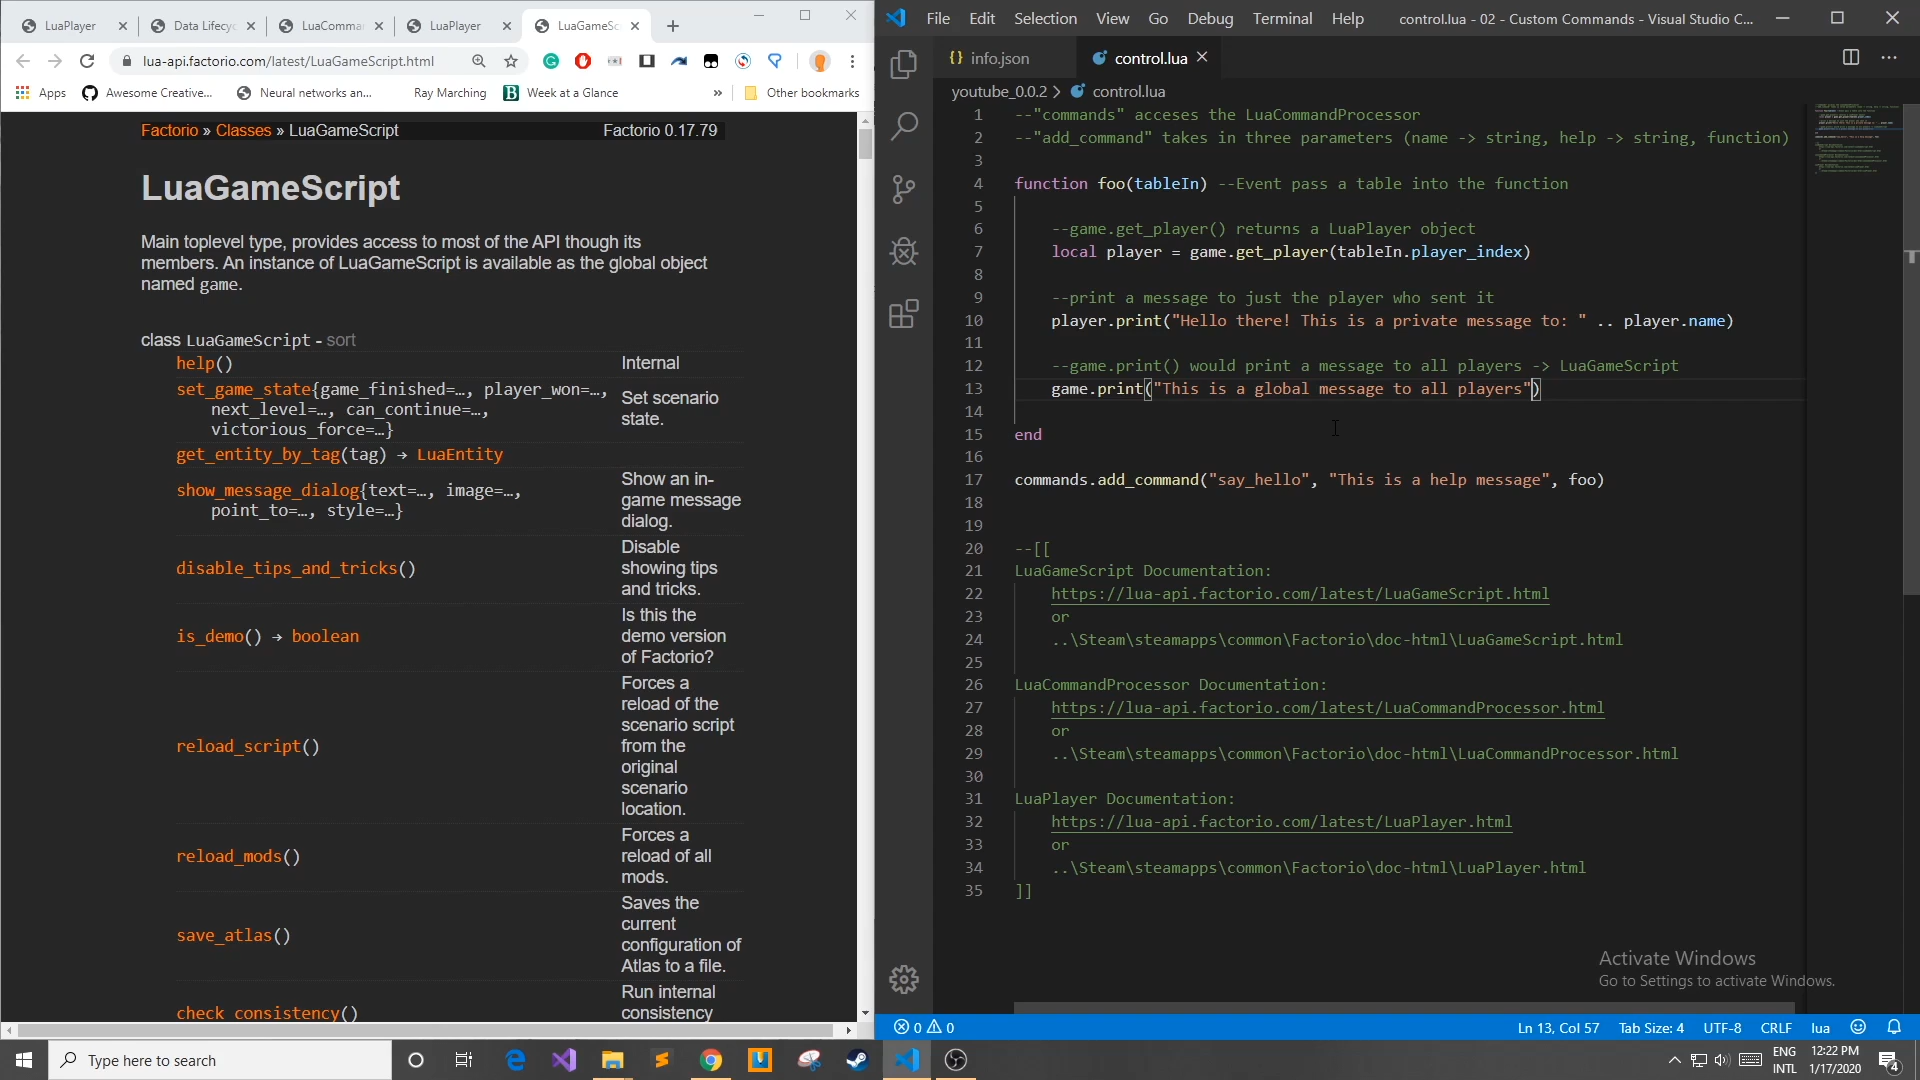 LuaPlayer
Data Lifecyc
LuaComman
LuaPlayer
LuaGameSc
lua-api.factorio.com/latest/LuaGameScript.html
Apps
Awesome Creative...
Neural networks an...
Ray Marching
Week at a Glance
»
Other bookmarks
Factorio » Classes » LuaGameScript
Factorio 0.17.79
LuaGameScript
Main toplevel type, provides access to most of the API though its
members. An instance of LuaGameScript is available as the global object
named game.
class LuaGameScript - sort
help()
Internal
set_game_state{game_finished=…, player_won=…,
next_level=…, can_continue=…,
victorious_force=…}
Set scenario
state.
get_entity_by_tag(tag) → LuaEntity
show_message_dialog{text=…, image=…,
point_to=…, style=…}
Show an in-
game message
dialog.
disable_tips_and_tricks()
Disable
showing tips
and tricks.
is_demo() → boolean
Is this the
demo version
of Factorio?
reload_script()
Forces a
reload of the
scenario script
from the
original
scenario
location.
reload_mods()
Forces a
reload of all
mods.
save_atlas()
Saves the
current
configuration of
Atlas to a file.
check_consistency()
Run internal
consistency
File Edit Selection View Go Debug Terminal Help
control.lua - 02 - Custom Commands - Visual Studio C...
{} info.json
control.lua
youtube_0.0.2 > control.lua
1 --"commands" acceses the LuaCommandProcessor
2 --"add_command" takes in three parameters (name -> string, help -> string, function)
3
4 function foo(tableIn) --Event pass a table into the function
5
6 --game.get_player() returns a LuaPlayer object
7 local player = game.get_player(tableIn.player_index)
8
9 --print a message to just the player who sent it
10 player.print("Hello there! This is a private message to: " .. player.name)
11
12 --game.print() would print a message to all players -> LuaGameScript
13 game.print("This is a global message to all players")
14
15 end
16
17 commands.add_command("say_hello", "This is a help message", foo)
18
19
20 --[[
21 LuaGameScript Documentation:
22 https://lua-api.factorio.com/latest/LuaGameScript.html
23 or
24 ..\Steam\steamapps\common\Factorio\doc-html\LuaGameScript.html
25
26 LuaCommandProcessor Documentation:
27 https://lua-api.factorio.com/latest/LuaCommandProcessor.html
28 or
29 ..\Steam\steamapps\common\Factorio\doc-html\LuaCommandProcessor.html
30
31 LuaPlayer Documentation:
32 https://lua-api.factorio.com/latest/LuaPlayer.html
33 or
34 ..\Steam\steamapps\common\Factorio\doc-html\LuaPlayer.html
35 ]]
Activate Windows
Go to Settings to activate Windows.
0 0
Ln 13, Col 57
Tab Size: 4
UTF-8
CRLF
lua
Type here to search
ENG
INTL
12:22 PM
1/17/2020
4